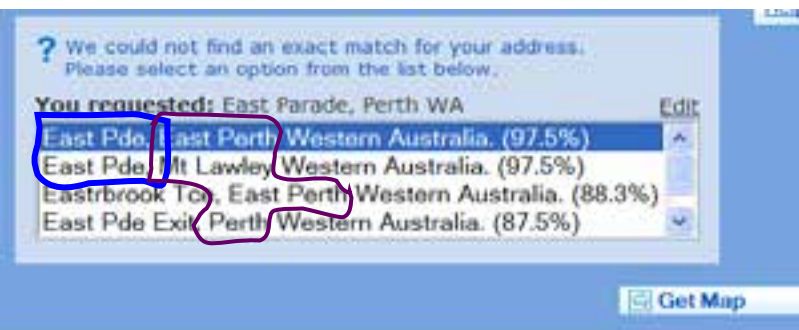 ? We could not find an exact match for your address.
Please select an option from the list below.
You requested: East Parade, Perth WA Edit
East Pde, East Perth Western Australia. (97.5%)
East Pde, Mt Lawley Western Australia. (97.5%)
Eastrbrook Tce, East Perth Western Australia. (88.3%)
East Pde Exit, Perth Western Australia. (87.5%)
Get Map